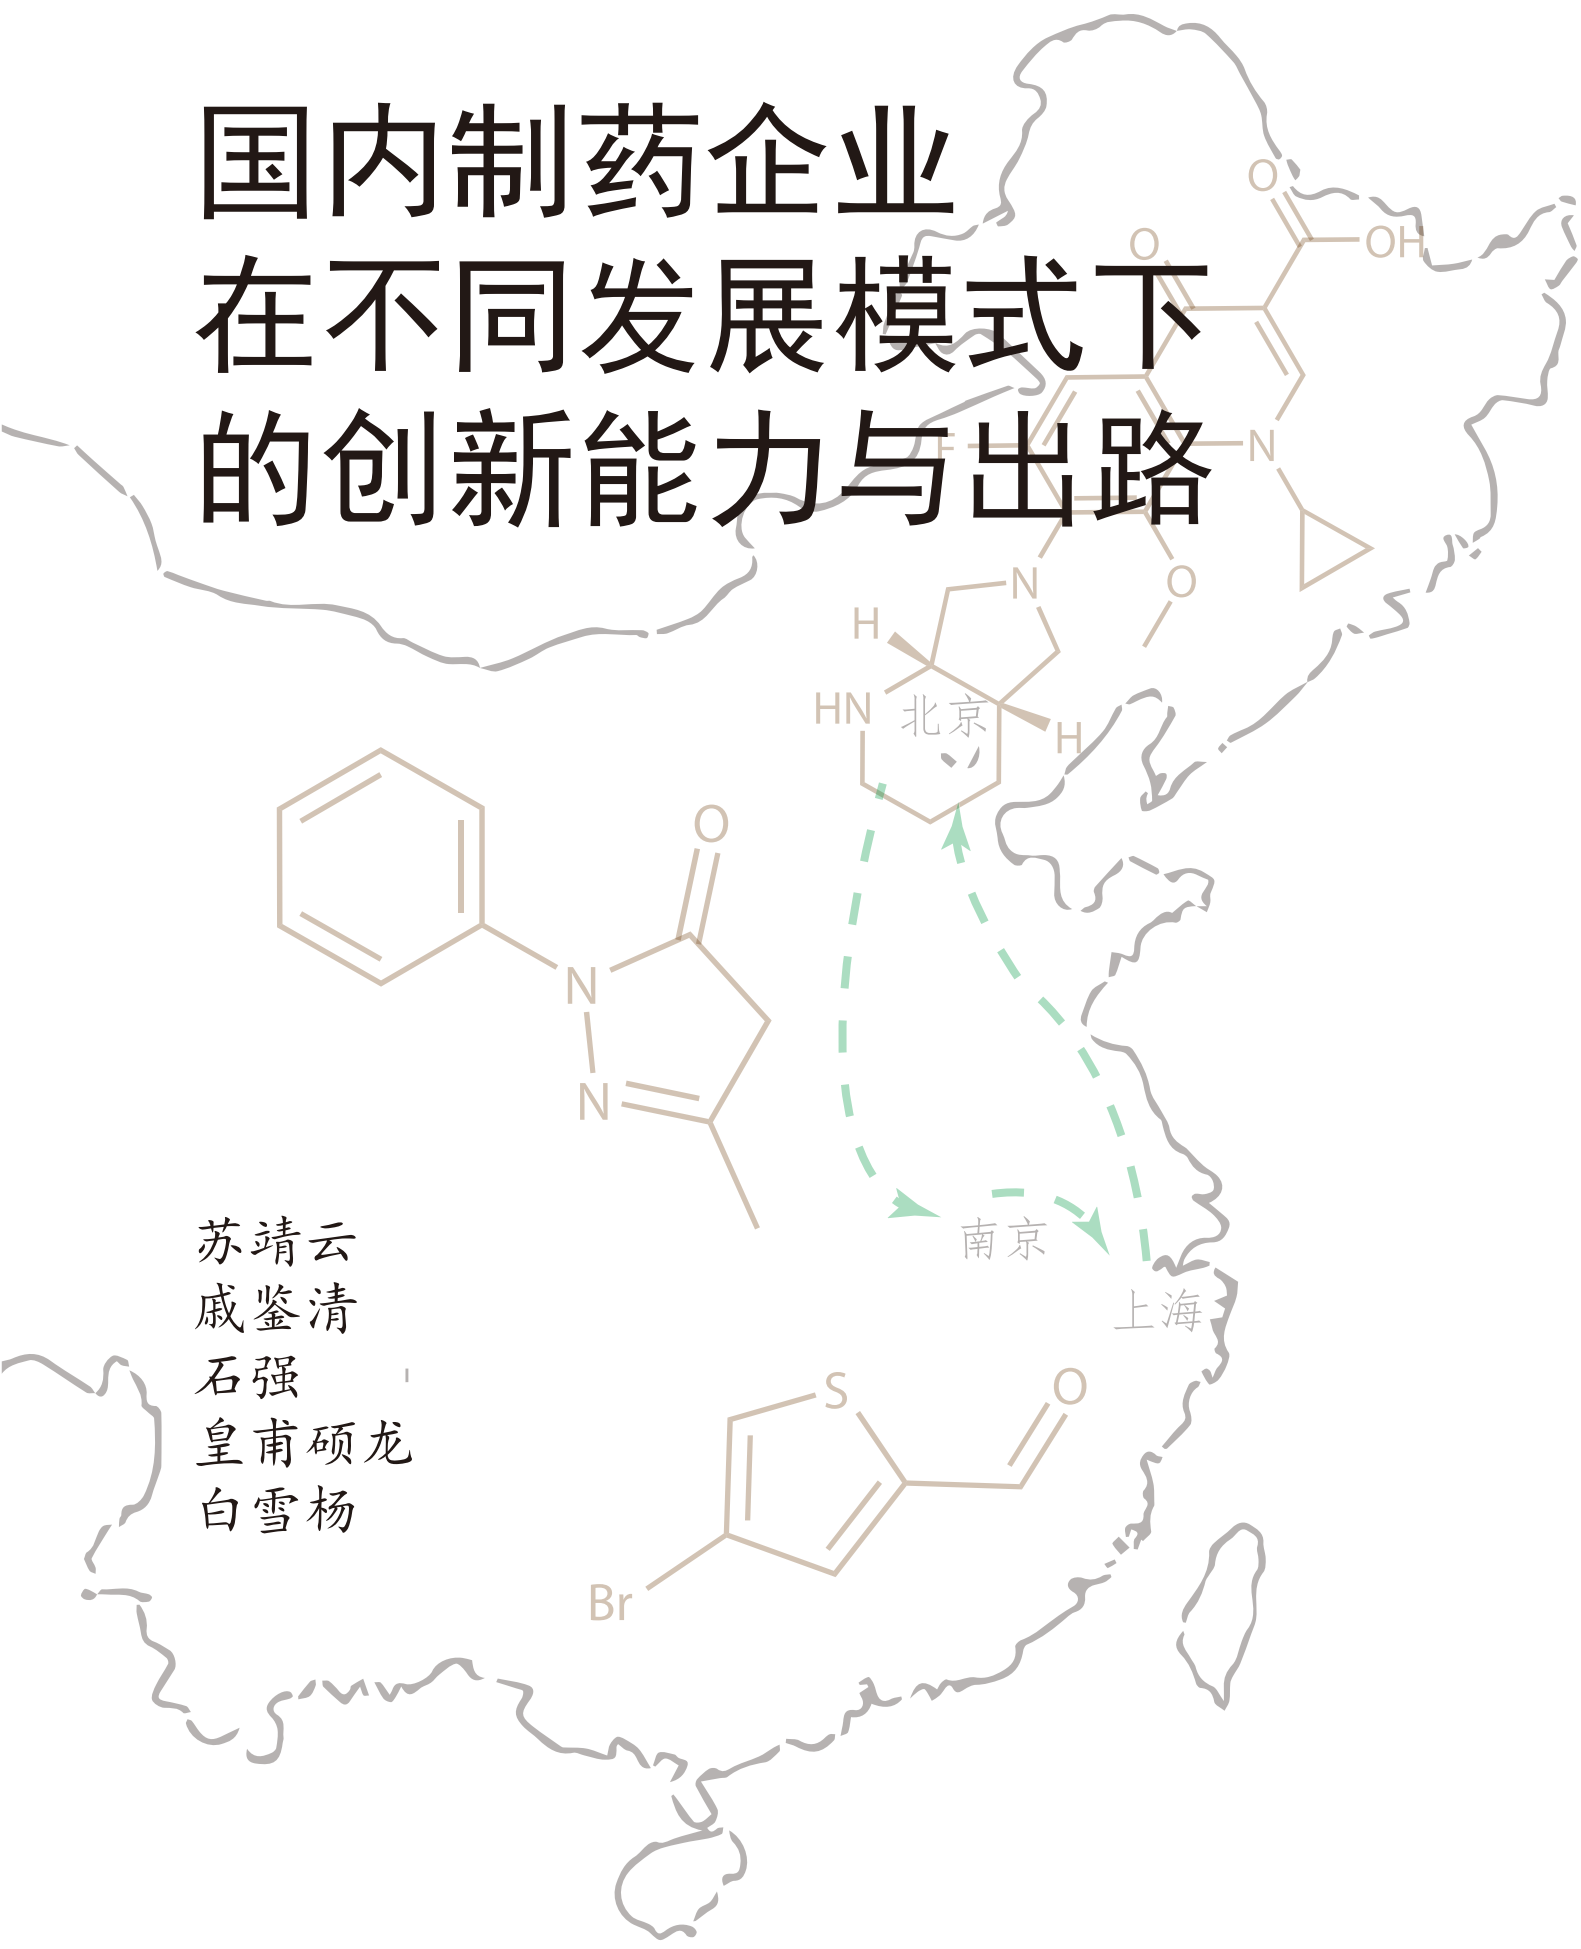 国内制药企业
在不同发展模式下
的创新能力与出路
O
O
OH
F
N
N
O
H
HN
H
北京
O
N
N
南京
上海
苏靖云
戚鉴清
石强
皇甫硕龙
白雪杨
S
O
Br